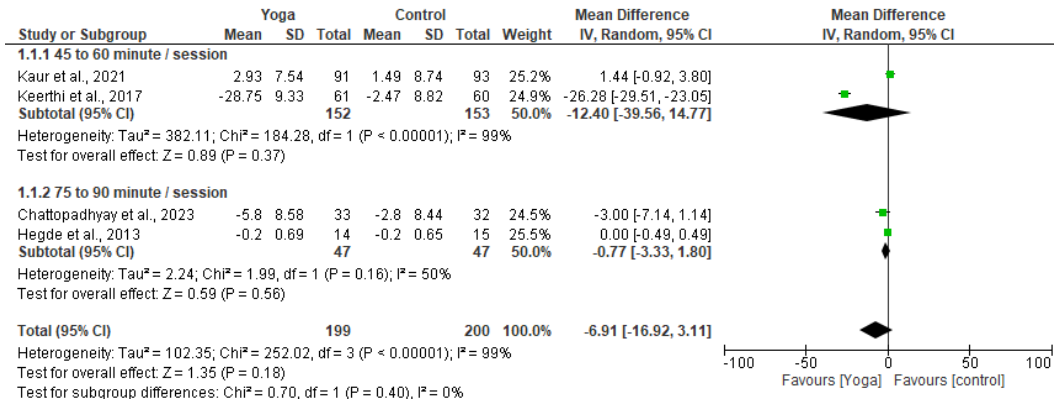 Yoga Control Mean Difference Mean Difference
Study or Subgroup Mean SD Total Mean SD Total Weight IV, Random, 95% CI IV, Random, 95% CI
1.1.1 45 to 60 minute / session
Kaur et al., 2021 2.93 7.54 91 1.49 8.74 93 25.2% 1.44 [-0.92, 3.80]
Keerthi et al., 2017 -28.75 9.33 61 -2.47 8.82 60 24.9% -26.28 [-29.51, -23.05]
Subtotal (95% CI) 152 153 50.0% -12.40 [-39.56, 14.77]
Heterogeneity: Tau² = 382.11; Chi² = 184.28, df = 1 (P < 0.00001); I² = 99%
Test for overall effect: Z = 0.89 (P = 0.37)
1.1.2 75 to 90 minute / session
Chattopadhyay et al., 2023 -5.8 8.58 33 -2.8 8.44 32 24.5% -3.00 [-7.14, 1.14]
Hegde et al., 2013 -0.2 0.69 14 -0.2 0.65 15 25.5% 0.00 [-0.49, 0.49]
Subtotal (95% CI) 47 47 50.0% -0.77 [-3.33, 1.80]
Heterogeneity: Tau² = 2.24; Chi² = 1.99, df = 1 (P = 0.16); I² = 50%
Test for overall effect: Z = 0.59 (P = 0.56)
Total (95% CI) 199 200 100.0% -6.91 [-16.92, 3.11]
Heterogeneity: Tau² = 102.35; Chi² = 252.02, df = 3 (P < 0.00001); I² = 99%
Test for overall effect: Z = 1.35 (P = 0.18)
Test for subgroup differences: Chi² = 0.70, df = 1 (P = 0.40), I² = 0%
-100 -50 0 50 100
Favours [Yoga] Favours [control]